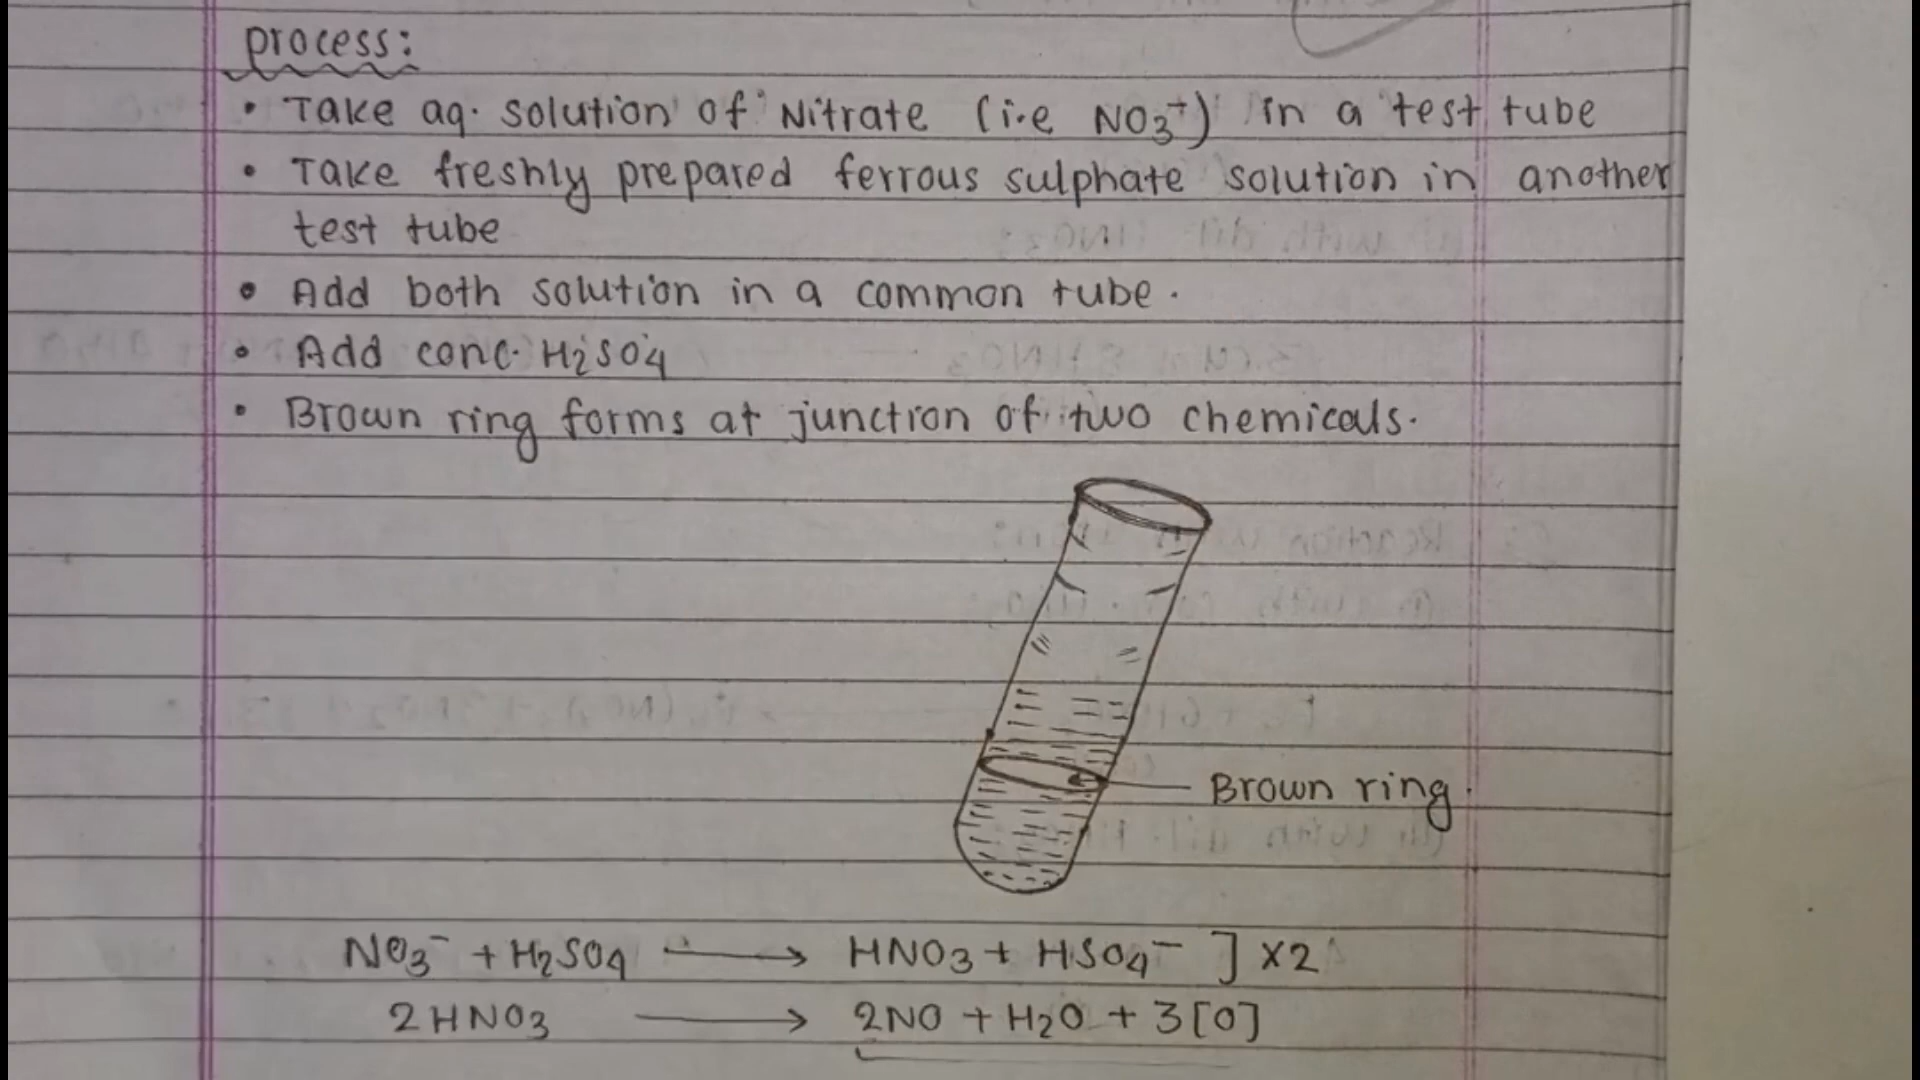 process:
• Take aq. solution of Nitrate (i.e NO3⁻) in a test tube
• Take freshly prepared ferrous sulphate solution in another
test tube
• Add both solution in a common tube.
• Add conc. H2SO4
• Brown ring forms at junction of two chemicals.
Brown ring.
NO3⁻ + H2SO4 ⟶ HNO3 + HSO4⁻ ] x2
2HNO3 ⟶ 2NO + H2O + 3[O]